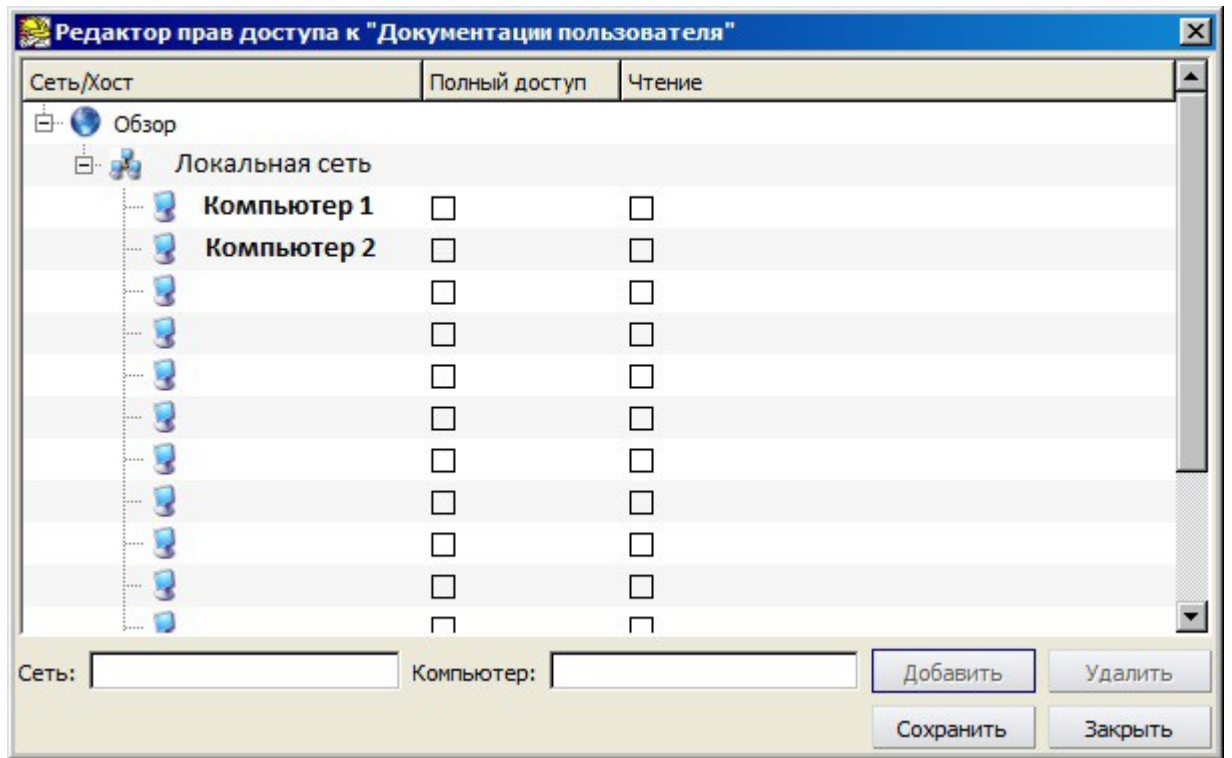 Редактор прав доступа к "Документации пользователя"
Сеть/Хост Полный доступ Чтение
Обзор
Локальная сеть
Компьютер 1
Компьютер 2
Сеть: Компьютер: Добавить Удалить
Сохранить Закрыть